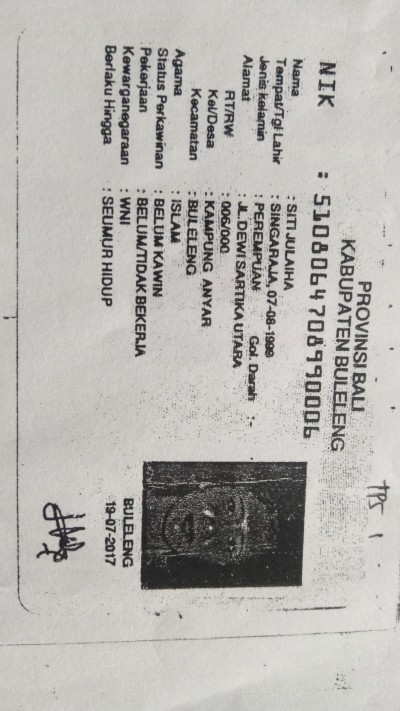 TPS 1
PROVINSI BALI
KABUPATEN BULELENG
NIK : 5108064708990006
Nama : SITI JULAIHA
Tempat/Tgl Lahir : SINGARAJA, 07-08-1999
Jenis kelamin : PEREMPUAN Gol. Darah : -
Alamat : JL.DEWI SARTIKA UTARA
RT/RW : 006/000
Kel/Desa : KAMPUNG ANYAR
Kecamatan : BULELENG
Agama : ISLAM
Status Perkawinan : BELUM KAWIN
Pekerjaan : BELUM/TIDAK BEKERJA
Kewarganegaraan : WNI
Berlaku Hingga : SEUMUR HIDUP
BULELENG
19-07-2017